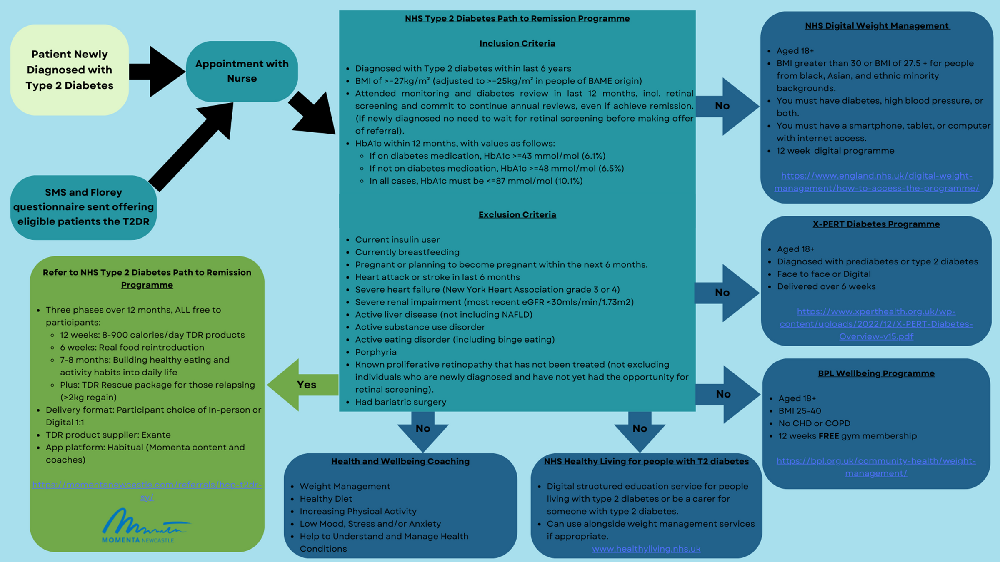 Patient Newly
Diagnosed with
Type 2 Diabetes
Appointment with
Nurse
SMS and Florey
questionnaire sent offering
eligible patients the T2DR
NHS Type 2 Diabetes Path to Remission Programme
Inclusion Criteria
• Diagnosed with Type 2 diabetes within last 6 years
• BMI of >=27kg/m² (adjusted to >=25kg/m² in people of BAME origin)
• Attended monitoring and diabetes review in last 12 months, incl. retinal
screening and commit to continue annual reviews, even if achieve remission.
(If newly diagnosed no need to wait for retinal screening before making offer
of referral).
• HbA1c within 12 months, with values as follows:
◦ If on diabetes medication, HbA1c >=43 mmol/mol (6.1%)
◦ If not on diabetes medication, HbA1c >=48 mmol/mol (6.5%)
◦ In all cases, HbA1c must be <=87 mmol/mol (10.1%)
Exclusion Criteria
• Current insulin user
• Currently breastfeeding
• Pregnant or planning to become pregnant within the next 6 months.
• Heart attack or stroke in last 6 months
• Severe heart failure (New York Heart Association grade 3 or 4)
• Severe renal impairment (most recent eGFR <30mls/min/1.73m2)
• Active liver disease (not including NAFLD)
• Active substance use disorder
• Active eating disorder (including binge eating)
• Porphyria
• Known proliferative retinopathy that has not been treated (not excluding
individuals who are newly diagnosed and have not yet had the opportunity for
retinal screening).
• Had bariatric surgery
Yes
Refer to NHS Type 2 Diabetes Path to Remission
Programme
• Three phases over 12 months, ALL free to
participants:
◦ 12 weeks: 8-900 calories/day TDR products
◦ 6 weeks: Real food reintroduction
◦ 7-8 months: Building healthy eating and
activity habits into daily life
◦ Plus: TDR Rescue package for those relapsing
(>2kg regain)
• Delivery format: Participant choice of In-person or
Digital 1:1
• TDR product supplier: Exante
• App platform: Habitual (Momenta content and
coaches)
https://momentanewcastle.com/referrals/hcp-t2dr-
sy/
MOMENTA NEWCASTLE
No
NHS Digital Weight Management
• Aged 18+
• BMI greater than 30 or BMI of 27.5 + for people
from black, Asian, and ethnic minority
backgrounds.
• You must have diabetes, high blood pressure, or
both.
• You must have a smartphone, tablet, or computer
with internet access.
• 12 week digital programme
https://www.england.nhs.uk/digital-weight-
management/how-to-access-the-programme/
No
X-PERT Diabetes Programme
• Aged 18+
• Diagnosed with prediabetes or type 2 diabetes
• Face to face or Digital
• Delivered over 6 weeks
https://www.xperthealth.org.uk/wp-
content/uploads/2022/12/X-PERT-Diabetes-
Overview-v15.pdf
No
BPL Wellbeing Programme
• Aged 18+
• BMI 25-40
• No CHD or COPD
• 12 weeks FREE gym membership
https://bpl.org.uk/community-health/weight-
management/
No
Health and Wellbeing Coaching
• Weight Management
• Healthy Diet
• Increasing Physical Activity
• Low Mood, Stress and/or Anxiety
• Help to Understand and Manage Health
Conditions
No
NHS Healthy Living for people with T2 diabetes
• Digital structured education service for people
living with type 2 diabetes or be a carer for
someone with type 2 diabetes.
• Can use alongside weight management services
if appropriate.
www.healthyliving.nhs.uk